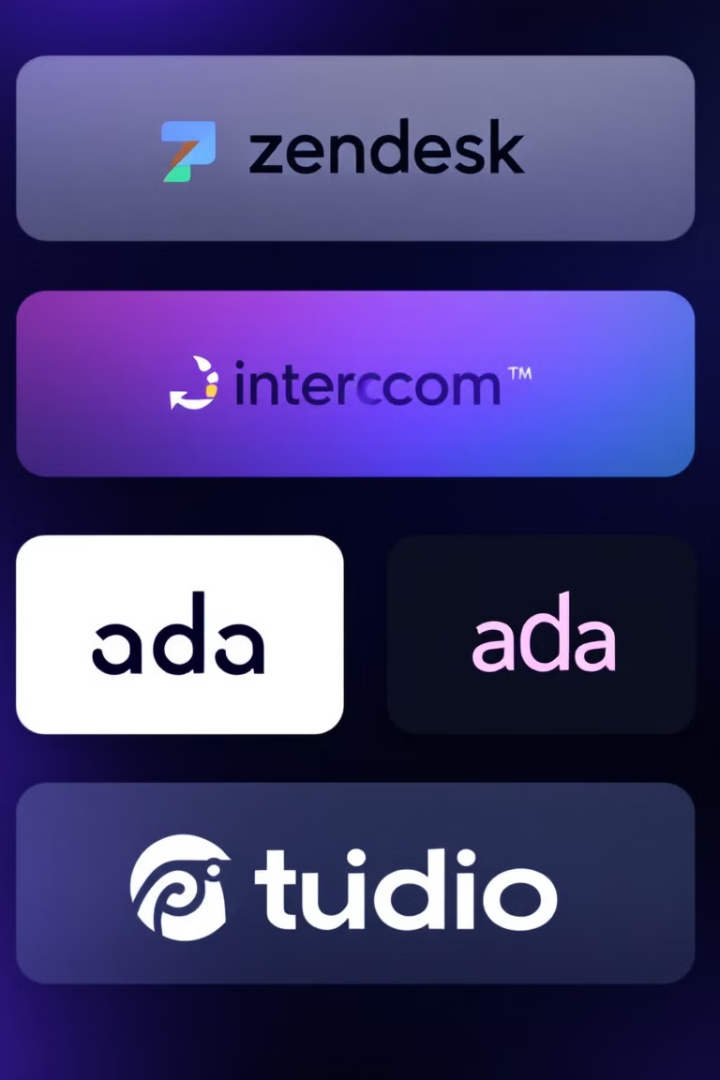 zendesk
interccom™
ada
ada
tudio